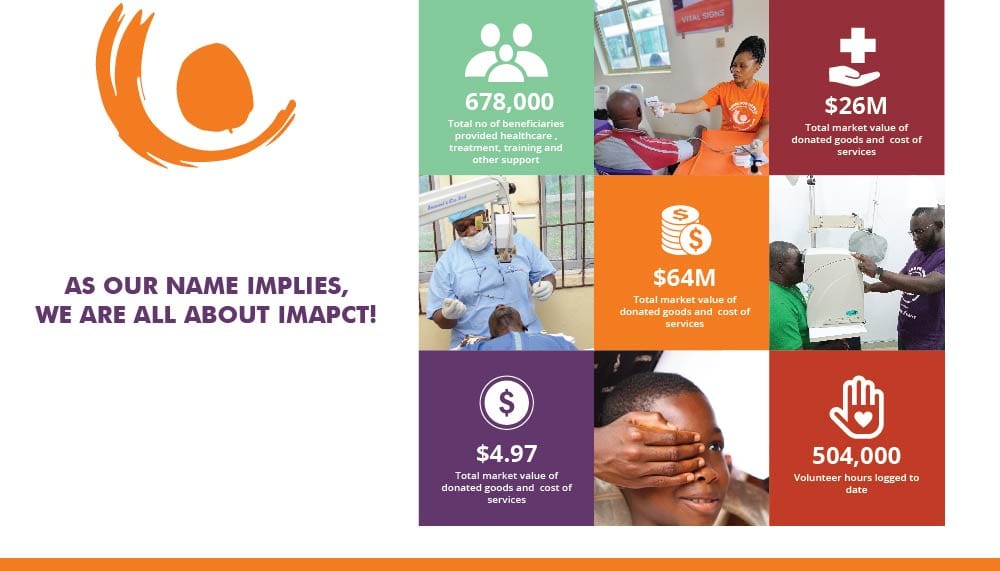 AS OUR NAME IMPLIES,
WE ARE ALL ABOUT IMAPCT!
678,000
Total no of beneficiaries
provided healthcare ,
treatment, training and
other support
VITAL SIGNS
$26M
Total market value of
donated goods and cost of
services
$64M
Total market value of
donated goods and cost of
services
$4.97
Total market value of
donated goods and cost of
services
504,000
Volunteer hours logged to
date